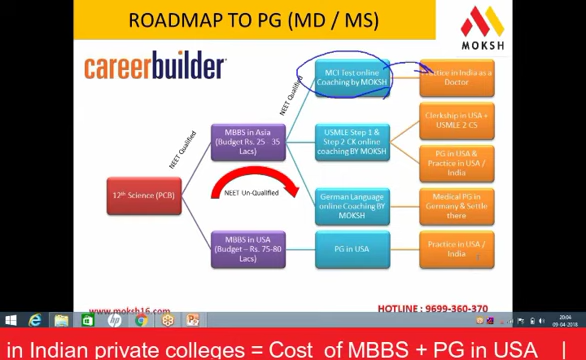 ROADMAP TO PG (MD / MS)
MOKSH
careerbuilder
NEET Qualified
NEET Qualified
NEET Un-Qualified
12th Science (PCB)
MBBS in Asia
(Budget Rs. 25 - 35
Lacs)
MBBS in USA
(Budget – Rs. 75-80
Lacs)
MCI Test online
Coaching by MOKSH
USMLE Step 1 &
Step 2 CK online
coaching BY MOKSH
German Language
online Coaching BY
MOKSH
PG in USA
in India as a
Doctor
Clerkship in USA +
USMLE 2 CS
PG in USA &
Practice in USA /
India
Medical PG in
Germany & Settle
there
Practice in USA /
India
www.moksh16.com
HOTLINE : 9699-360-370
20:04
09-04-2018
in Indian private colleges = Cost of MBBS + PG in USA |